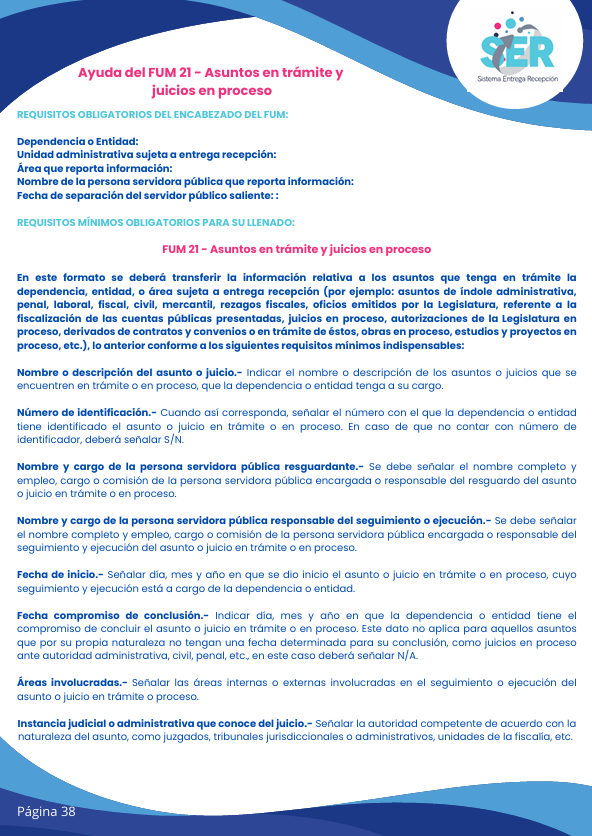 SER
Sistema Entrega Recepción
Ayuda del FUM 21 - Asuntos en trámite y
juicios en proceso
REQUISITOS OBLIGATORIOS DEL ENCABEZADO DEL FUM:
Dependencia o Entidad:
Unidad administrativa sujeta a entrega recepción:
Área que reporta información:
Nombre de la persona servidora pública que reporta información:
Fecha de separación del servidor público saliente: :
REQUISITOS MÍNIMOS OBLIGATORIOS PARA SU LLENADO:
FUM 21 - Asuntos en trámite y juicios en proceso
En este formato se deberá transferir la información relativa a los asuntos que tenga en trámite la
dependencia, entidad, o área sujeta a entrega recepción (por ejemplo: asuntos de índole administrativa,
penal, laboral, fiscal, civil, mercantil, rezagos fiscales, oficios emitidos por la Legislatura, referente a la
fiscalización de las cuentas públicas presentadas, juicios en proceso, autorizaciones de la Legislatura en
proceso, derivados de contratos y convenios o en trámite de éstos, obras en proceso, estudios y proyectos en
proceso, etc.), lo anterior conforme a los siguientes requisitos mínimos indispensables:
Nombre o descripción del asunto o juicio.- Indicar el nombre o descripción de los asuntos o juicios que se
encuentren en trámite o en proceso, que la dependencia o entidad tenga a su cargo.
Número de identificación.- Cuando así corresponda, señalar el número con el que la dependencia o entidad
tiene identificado el asunto o juicio en trámite o en proceso. En caso de que no contar con número de
identificador, deberá señalar S/N.
Nombre y cargo de la persona servidora pública resguardante.- Se debe señalar el nombre completo y
empleo, cargo o comisión de la persona servidora pública encargada o responsable del resguardo del asunto
o juicio en trámite o en proceso.
Nombre y cargo de la persona servidora pública responsable del seguimiento o ejecución.- Se debe señalar
el nombre completo y empleo, cargo o comisión de la persona servidora pública encargada o responsable del
seguimiento y ejecución del asunto o juicio en trámite o en proceso.
Fecha de inicio.- Señalar día, mes y año en que se dio inicio el asunto o juicio en trámite o en proceso, cuyo
seguimiento y ejecución está a cargo de la dependencia o entidad.
Fecha compromiso de conclusión.- Indicar día, mes y año en que la dependencia o entidad tiene el
compromiso de concluir el asunto o juicio en trámite o en proceso. Este dato no aplica para aquellos asuntos
que por su propia naturaleza no tengan una fecha determinada para su conclusión, como juicios en proceso
ante autoridad administrativa, civil, penal, etc., en este caso deberá señalar N/A.
Áreas involucradas.- Señalar las áreas internas o externas involucradas en el seguimiento o ejecución del
asunto o juicio en trámite o proceso.
Instancia judicial o administrativa que conoce del juicio.- Señalar la autoridad competente de acuerdo con la
naturaleza del asunto, como juzgados, tribunales jurisdiccionales o administrativos, unidades de la fiscalía, etc.
Página 38